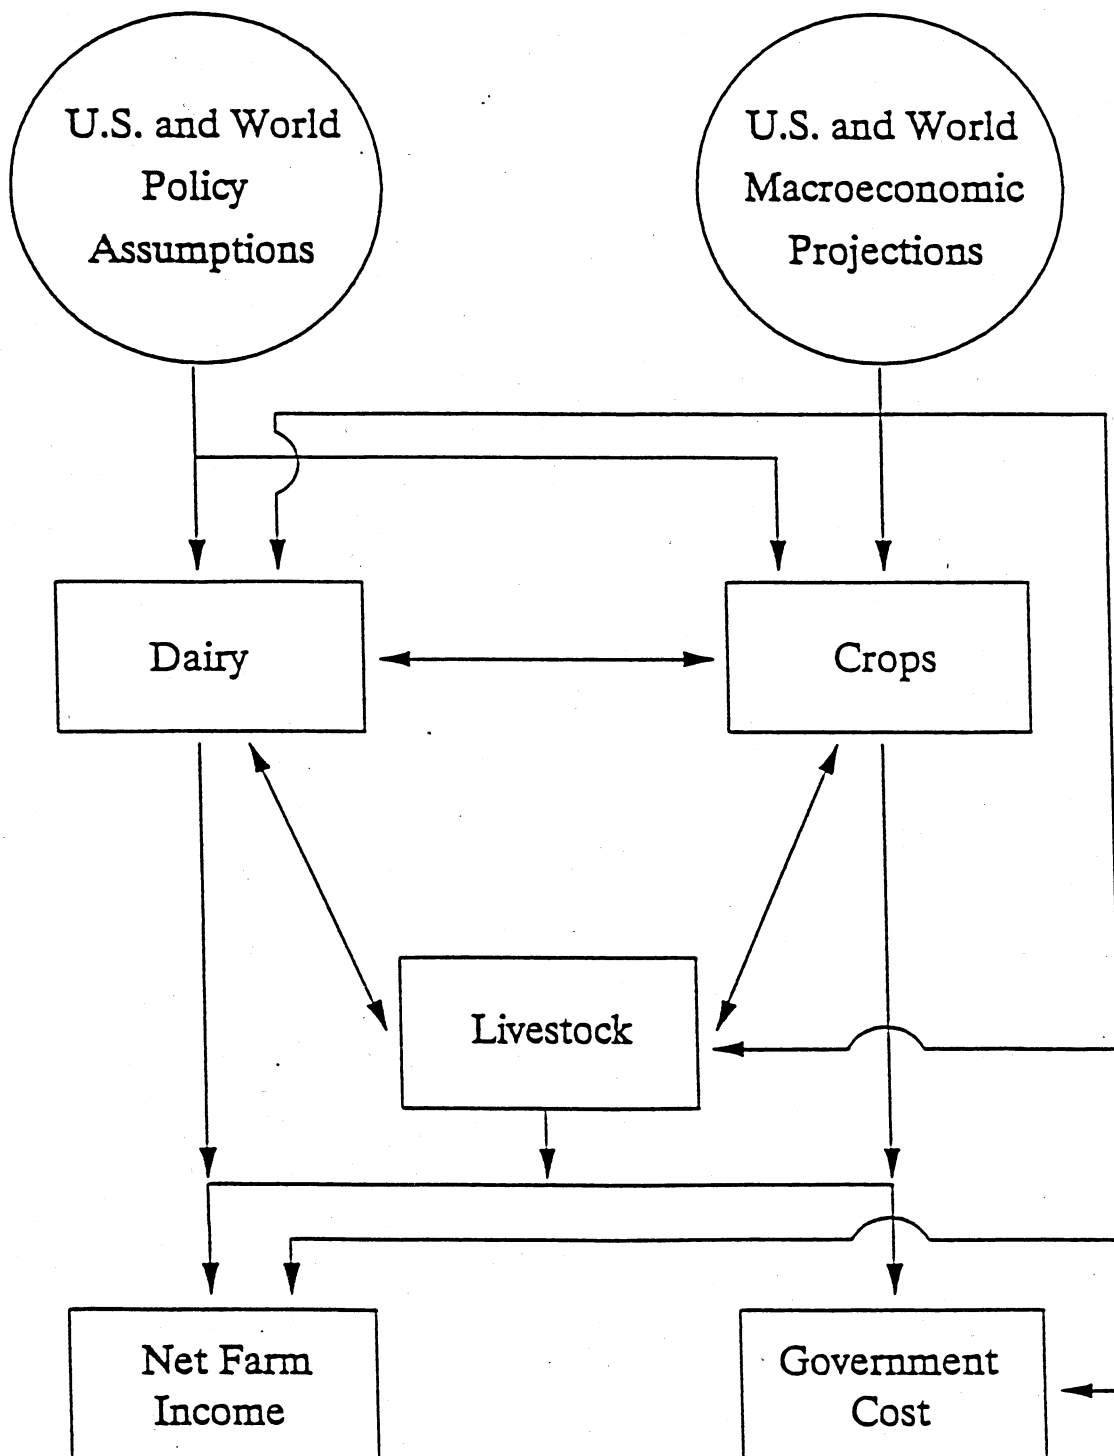 U.S. and World
Policy
Assumptions
U.S. and World
Macroeconomic
Projections
Dairy
Crops
Livestock
Net Farm
Income
Government
Cost